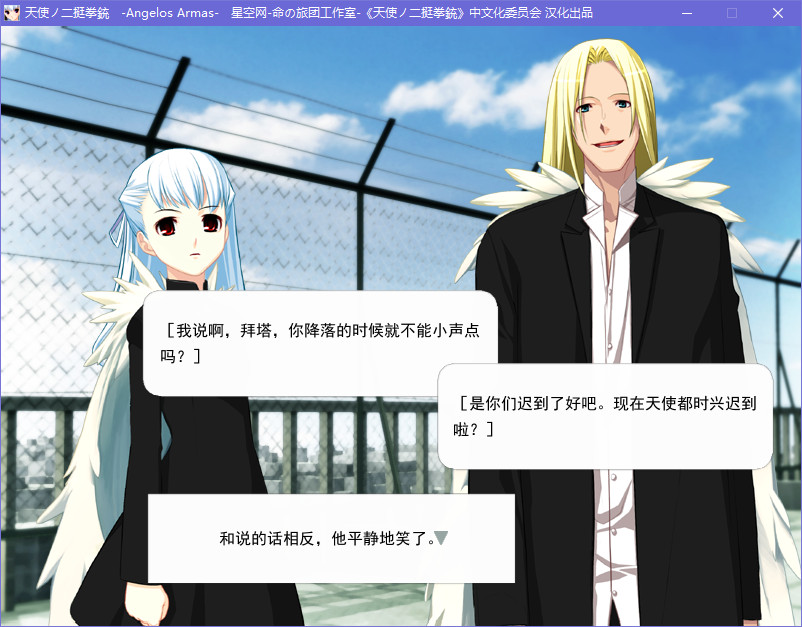 天使ノ二挺拳銃 -Angelos Armas- 星空网-命の旅团工作室-《天使ノ二挺拳銃》中文化委员会 汉化出品
［我说啊，拜塔，你降落的时候就不能小声点
吗？］
［是你们迟到了好吧。现在天使都时兴迟到
啦？］
和说的话相反，他平静地笑了。